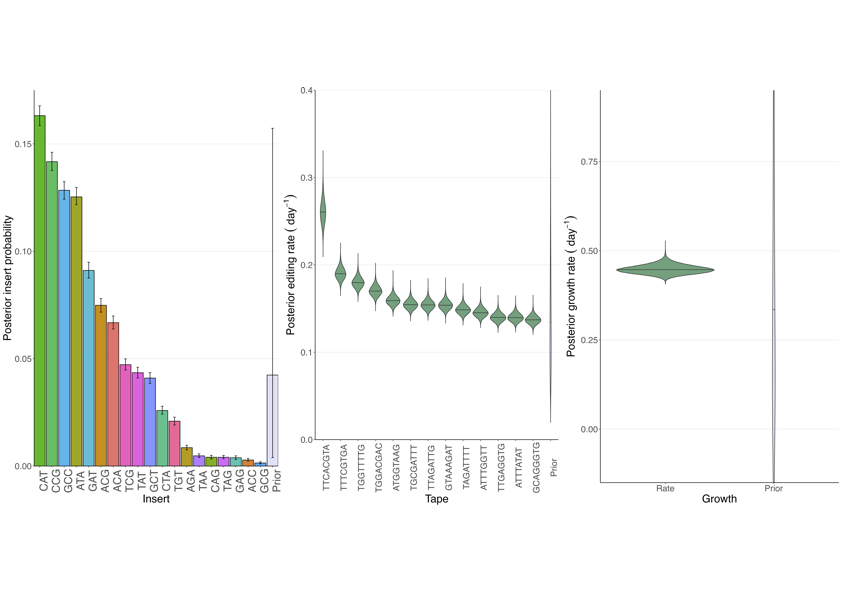 Posterior insert probability
0.15
0.10
0.05
0.00
CAT
CCG
GCC
ATA
GAT
ACG
ACA
TCG
TAT
GCT
CTA
TGT
AGA
TAA
CAG
TAG
GAG
ACC
GCG
Prior
Insert
Posterior editing rate ( day⁻¹)
0.4
0.3
0.2
0.1
0.0
TTCACGTA
TTTCGTGA
TGGTTTTG
TGGACGAC
ATGGTAAG
TGCGATTT
TTAGATTG
GTAAAGAT
TAGATTTT
ATTTGGTT
TTGAGGTG
ATTTATAT
GCAGGGTG
Prior
Tape
Posterior growth rate ( day⁻¹)
0.75
0.50
0.25
0.00
Rate
Prior
Growth